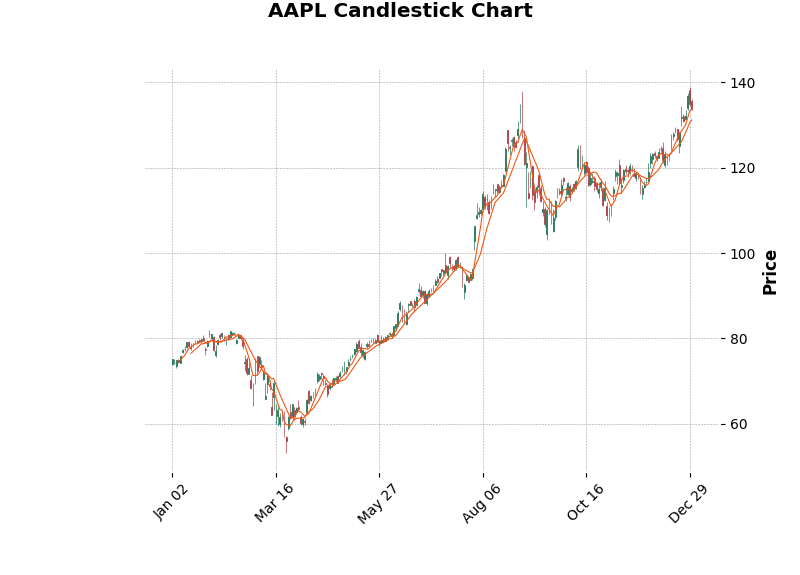 AAPL Candlestick Chart
140
120
100
80
60
Price
Jan 02
Mar 16
May 27
Aug 06
Oct 16
Dec 29